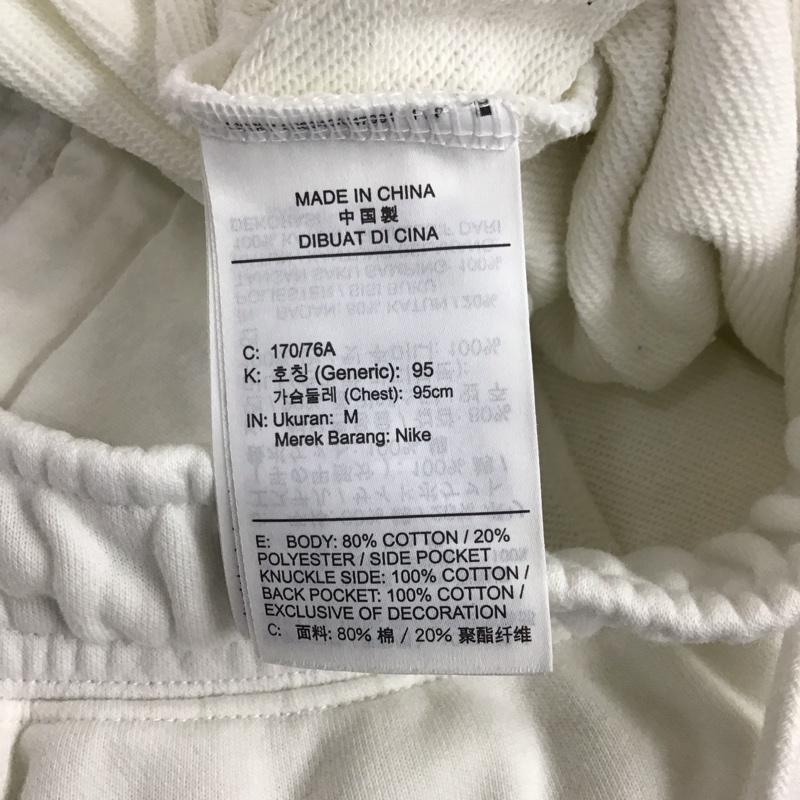 MADE IN CHINA
中国製
DIBUAT DI CINA
C: 170/76A
K: 호칭 (Generic): 95
가슴둘레 (Chest): 95cm
IN: Ukuran: M
Merek Barang: Nike
E: BODY: 80% COTTON / 20%
POLYESTER / SIDE POCKET
KNUCKLE SIDE: 100% COTTON /
BACK POCKET: 100% COTTON /
EXCLUSIVE OF DECORATION
C: 面料: 80% 棉 / 20% 聚酯纤维